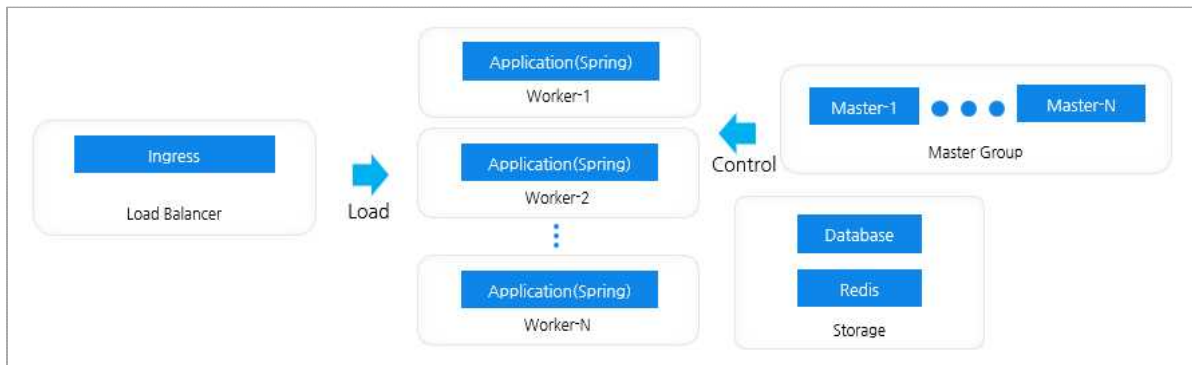 Ingress
Load Balancer
Load
Application(Spring)
Worker-1
Application(Spring)
Worker-2
Application(Spring)
Worker-N
Control
Master-1
Master-N
Master Group
Database
Redis
Storage